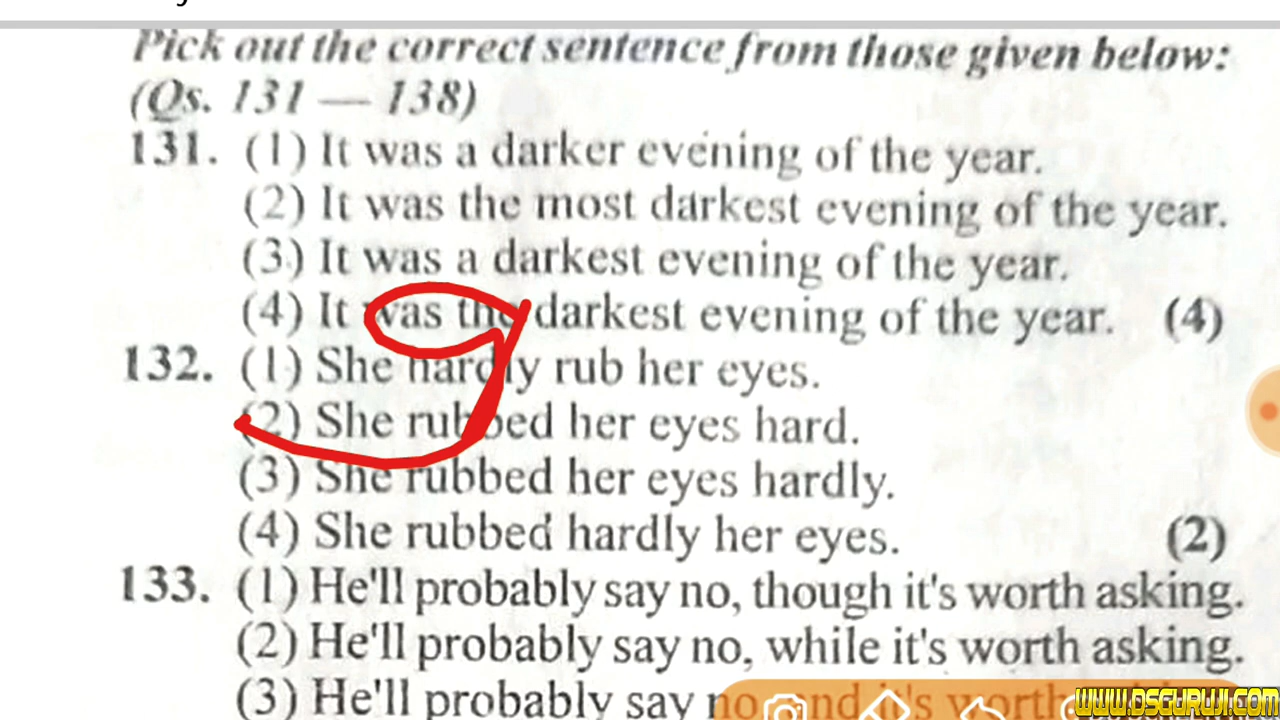 Pick out the correct sentence from those given below:
(Qs. 131 — 138)
131. (1) It was a darker evening of the year.
(2) It was the most darkest evening of the year.
(3) It was a darkest evening of the year.
(4) It was the darkest evening of the year. (4)
132. (1) She hardly rub her eyes.
(2) She rubbed her eyes hard.
(3) She rubbed her eyes hardly.
(4) She rubbed hardly her eyes. (2)
133. (1) He'll probably say no, though it's worth asking.
(2) He'll probably say no, while it's worth asking.
(3) He'll probably say no, and it's worth
WWW.DSGURUJI.COM